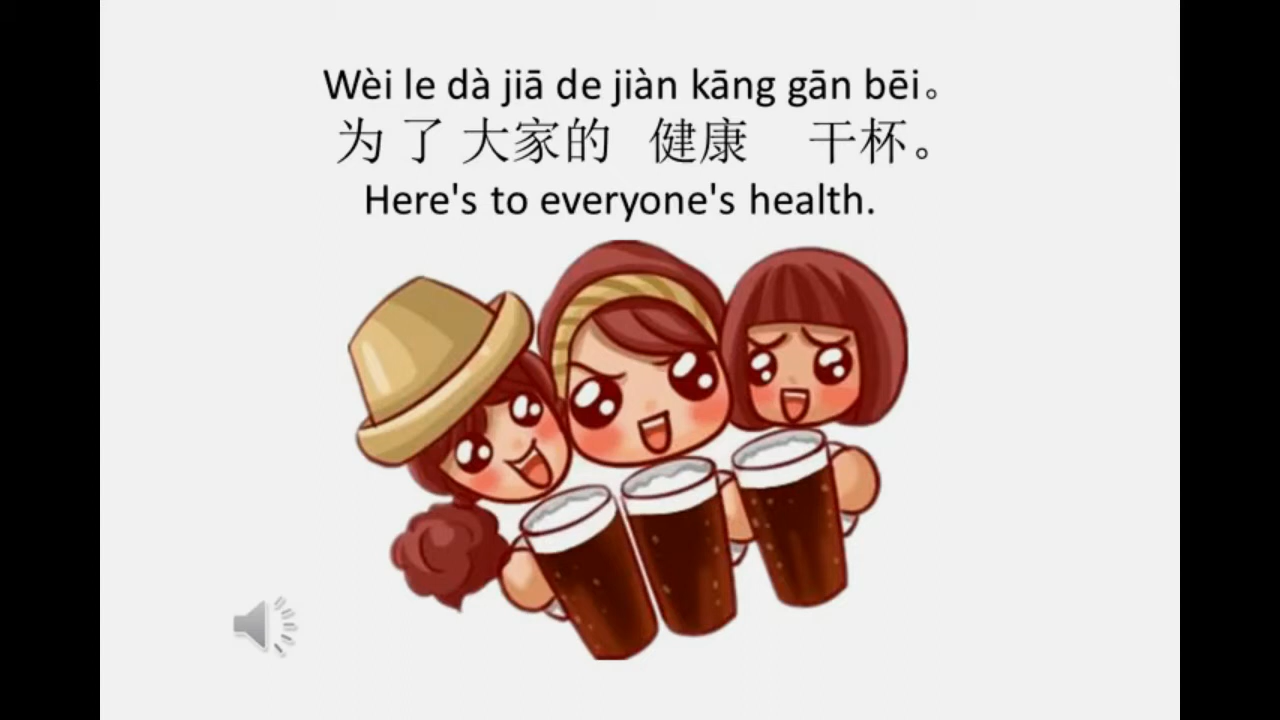 Wèi le dà jiā de jiàn kāng gān bēi。
为 了 大家的 健康 干杯。
Here's to everyone's health.